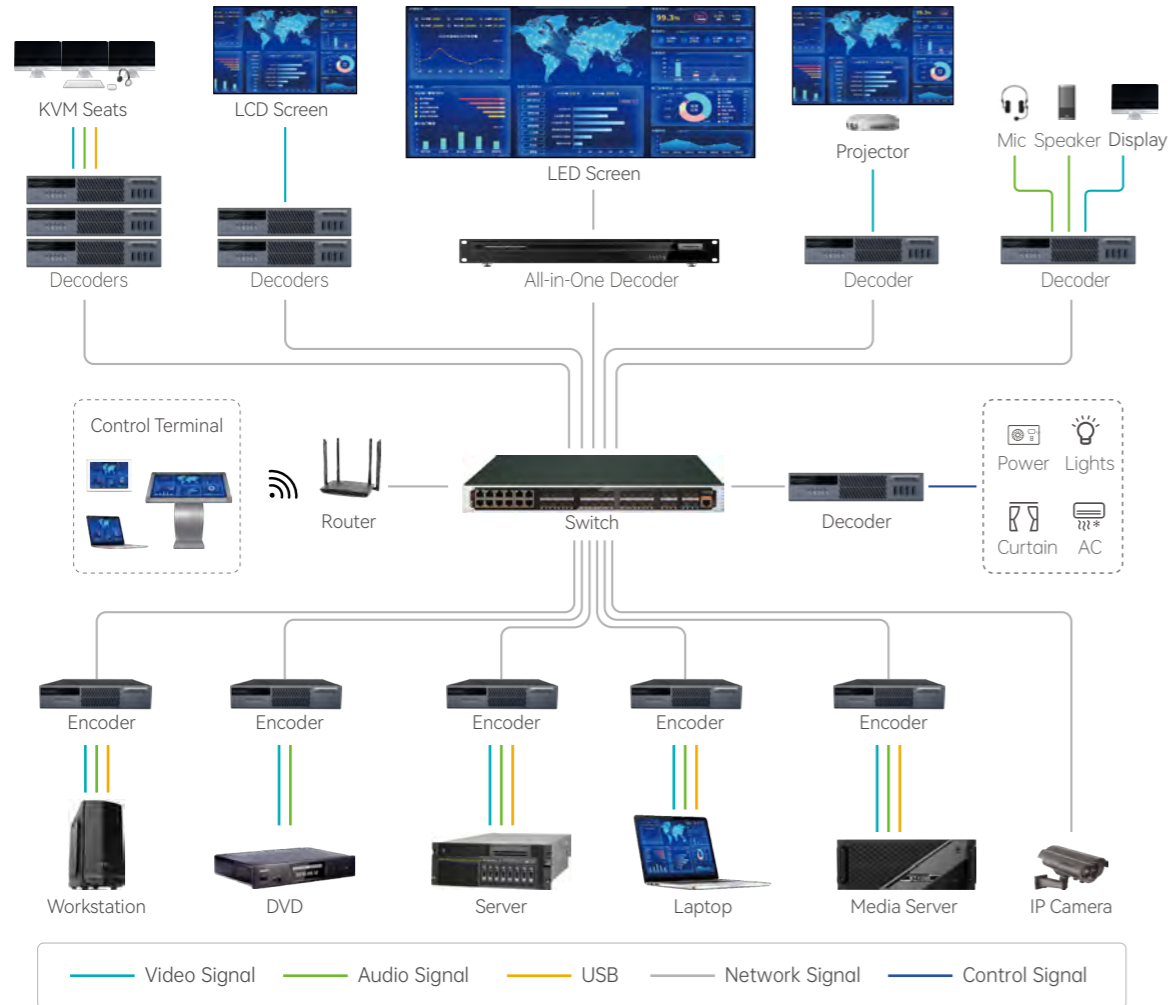 KVM Seats
LCD Screen
LED Screen
99.3%
Projector
Mic Speaker Display
Decoders
Decoders
All-in-One Decoder
Decoder
Decoder
Control Terminal
Router
Switch
Decoder
Power Lights
Curtain AC
Encoder
Encoder
Encoder
Encoder
Encoder
Workstation
DVD
Server
Laptop
Media Server
IP Camera
Video Signal
Audio Signal
USB
Network Signal
Control Signal